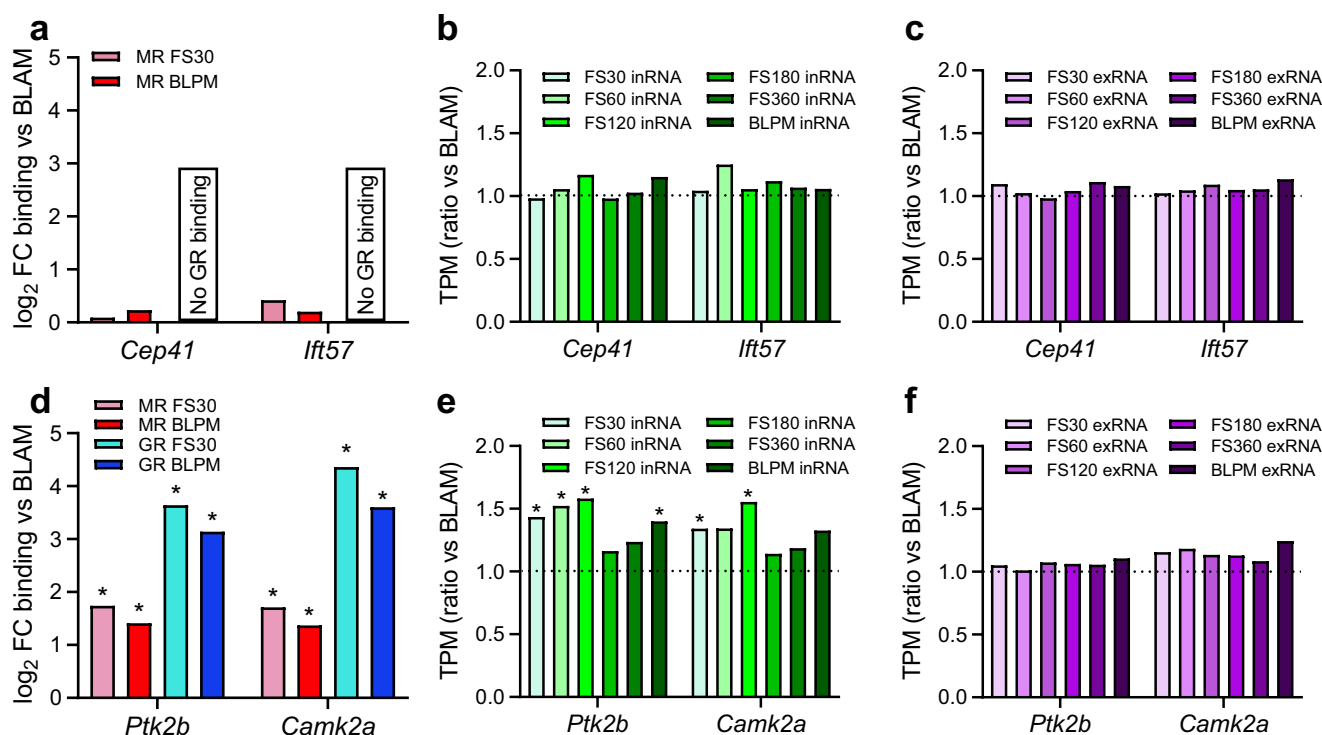 a
log2 FC binding vs BLAM
5
4
3
2
1
0
MR FS30
MR BLPM
No GR binding
No GR binding
Cep41 Ift57
b
TPM (ratio vs BLAM)
2.0
1.5
1.0
0.5
0.0
FS30 inRNA FS180 inRNA
FS60 inRNA FS360 inRNA
FS120 inRNA BLPM inRNA
Cep41 Ift57
c
TPM (ratio vs BLAM)
2.0
1.5
1.0
0.5
0.0
FS30 exRNA FS180 exRNA
FS60 exRNA FS360 exRNA
FS120 exRNA BLPM exRNA
Cep41 Ift57
d
log2 FC binding vs BLAM
5
4
3
2
1
0
MR FS30
MR BLPM
GR FS30
GR BLPM
* * * * * * * *
Ptk2b Camk2a
e
TPM (ratio vs BLAM)
2.0
1.5
1.0
0.5
0.0
FS30 inRNA FS180 inRNA
FS60 inRNA FS360 inRNA
FS120 inRNA BLPM inRNA
* * * * * *
Ptk2b Camk2a
f
TPM (ratio vs BLAM)
2.0
1.5
1.0
0.5
0.0
FS30 exRNA FS180 exRNA
FS60 exRNA FS360 exRNA
FS120 exRNA BLPM exRNA
Ptk2b Camk2a